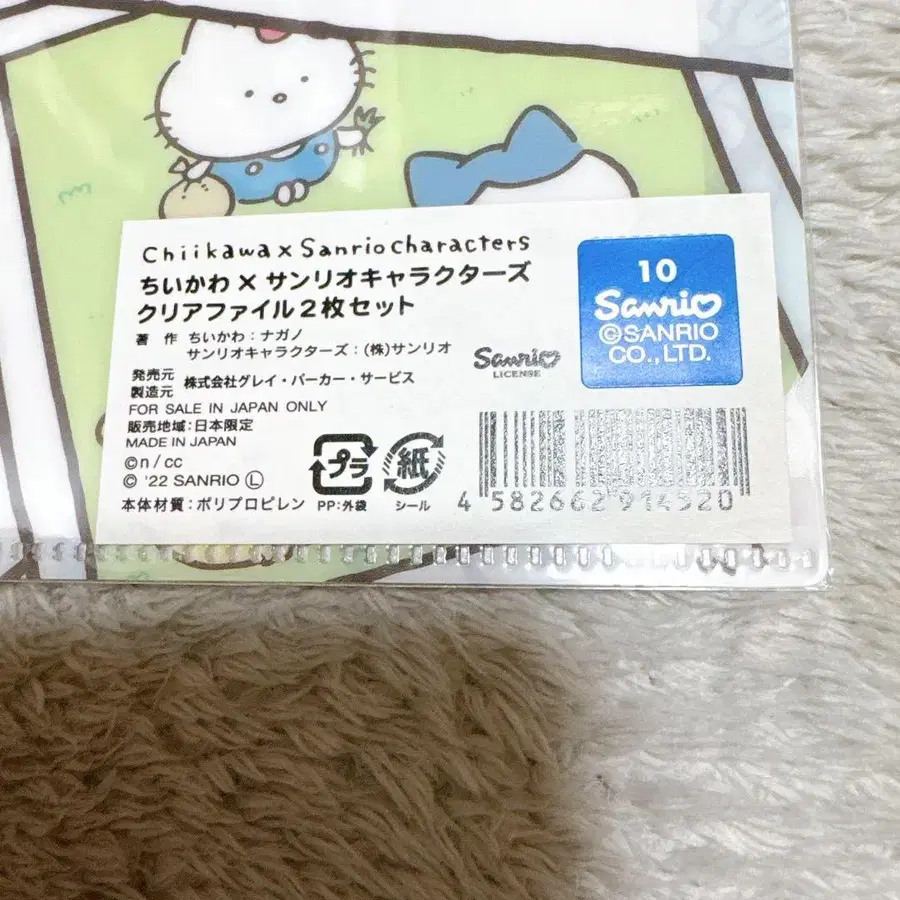 Chiikawa x Sanrio characters
ちいかわ×サンリオキャラクターズ
クリアファイル2枚セット
著 作 ちいかわ：ナガノ
サンリオキャラクターズ：(株)サンリオ
発売元
製造元 株式会社グレイ・パーカー・サービス
FOR SALE IN JAPAN ONLY
販売地域：日本限定
MADE IN JAPAN
©n / cc
© '22 SANRIO Ⓛ
本体材質：ポリプロピレン
プラ
PP：外袋
紙
シール
Sanrio
LICENSE
10
Sanrio
©SANRIO
CO., LTD.
4 582662 914520